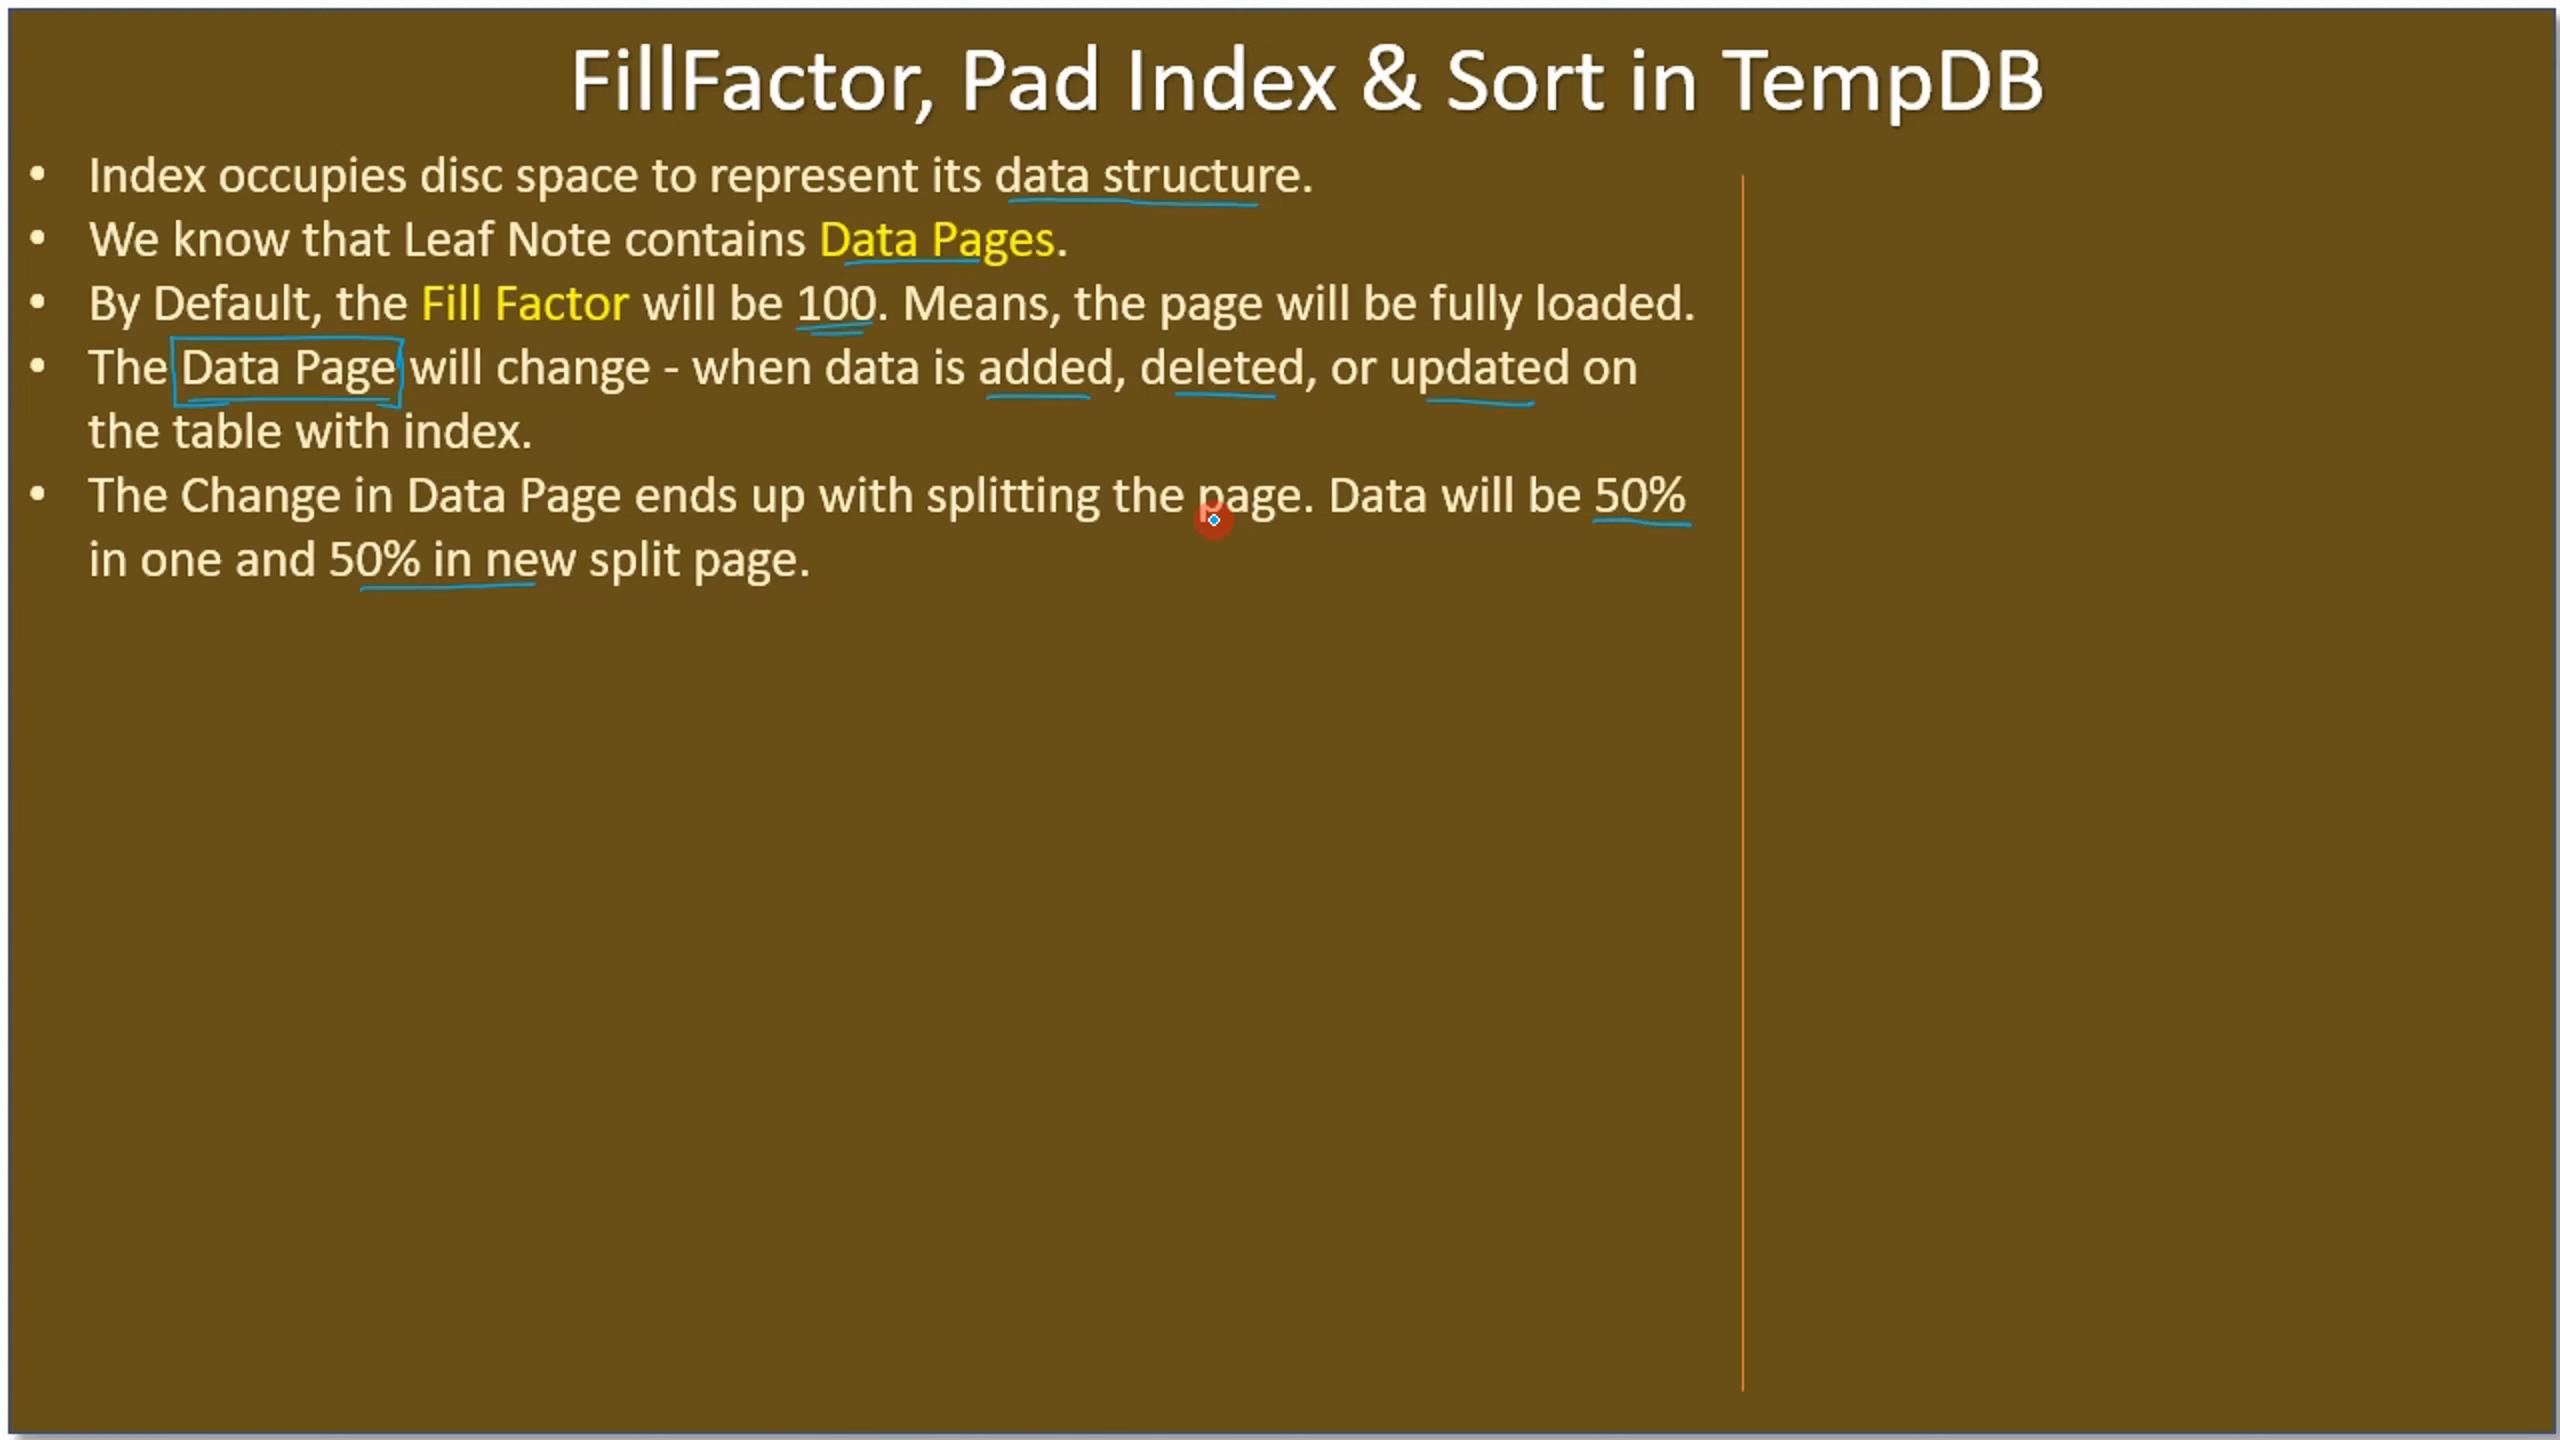 FillFactor, Pad Index & Sort in TempDB
• Index occupies disc space to represent its data structure.
• We know that Leaf Note contains Data Pages.
• By Default, the Fill Factor will be 100. Means, the page will be fully loaded.
• The Data Page will change - when data is added, deleted, or updated on
the table with index.
• The Change in Data Page ends up with splitting the page. Data will be 50%
in one and 50% in new split page.